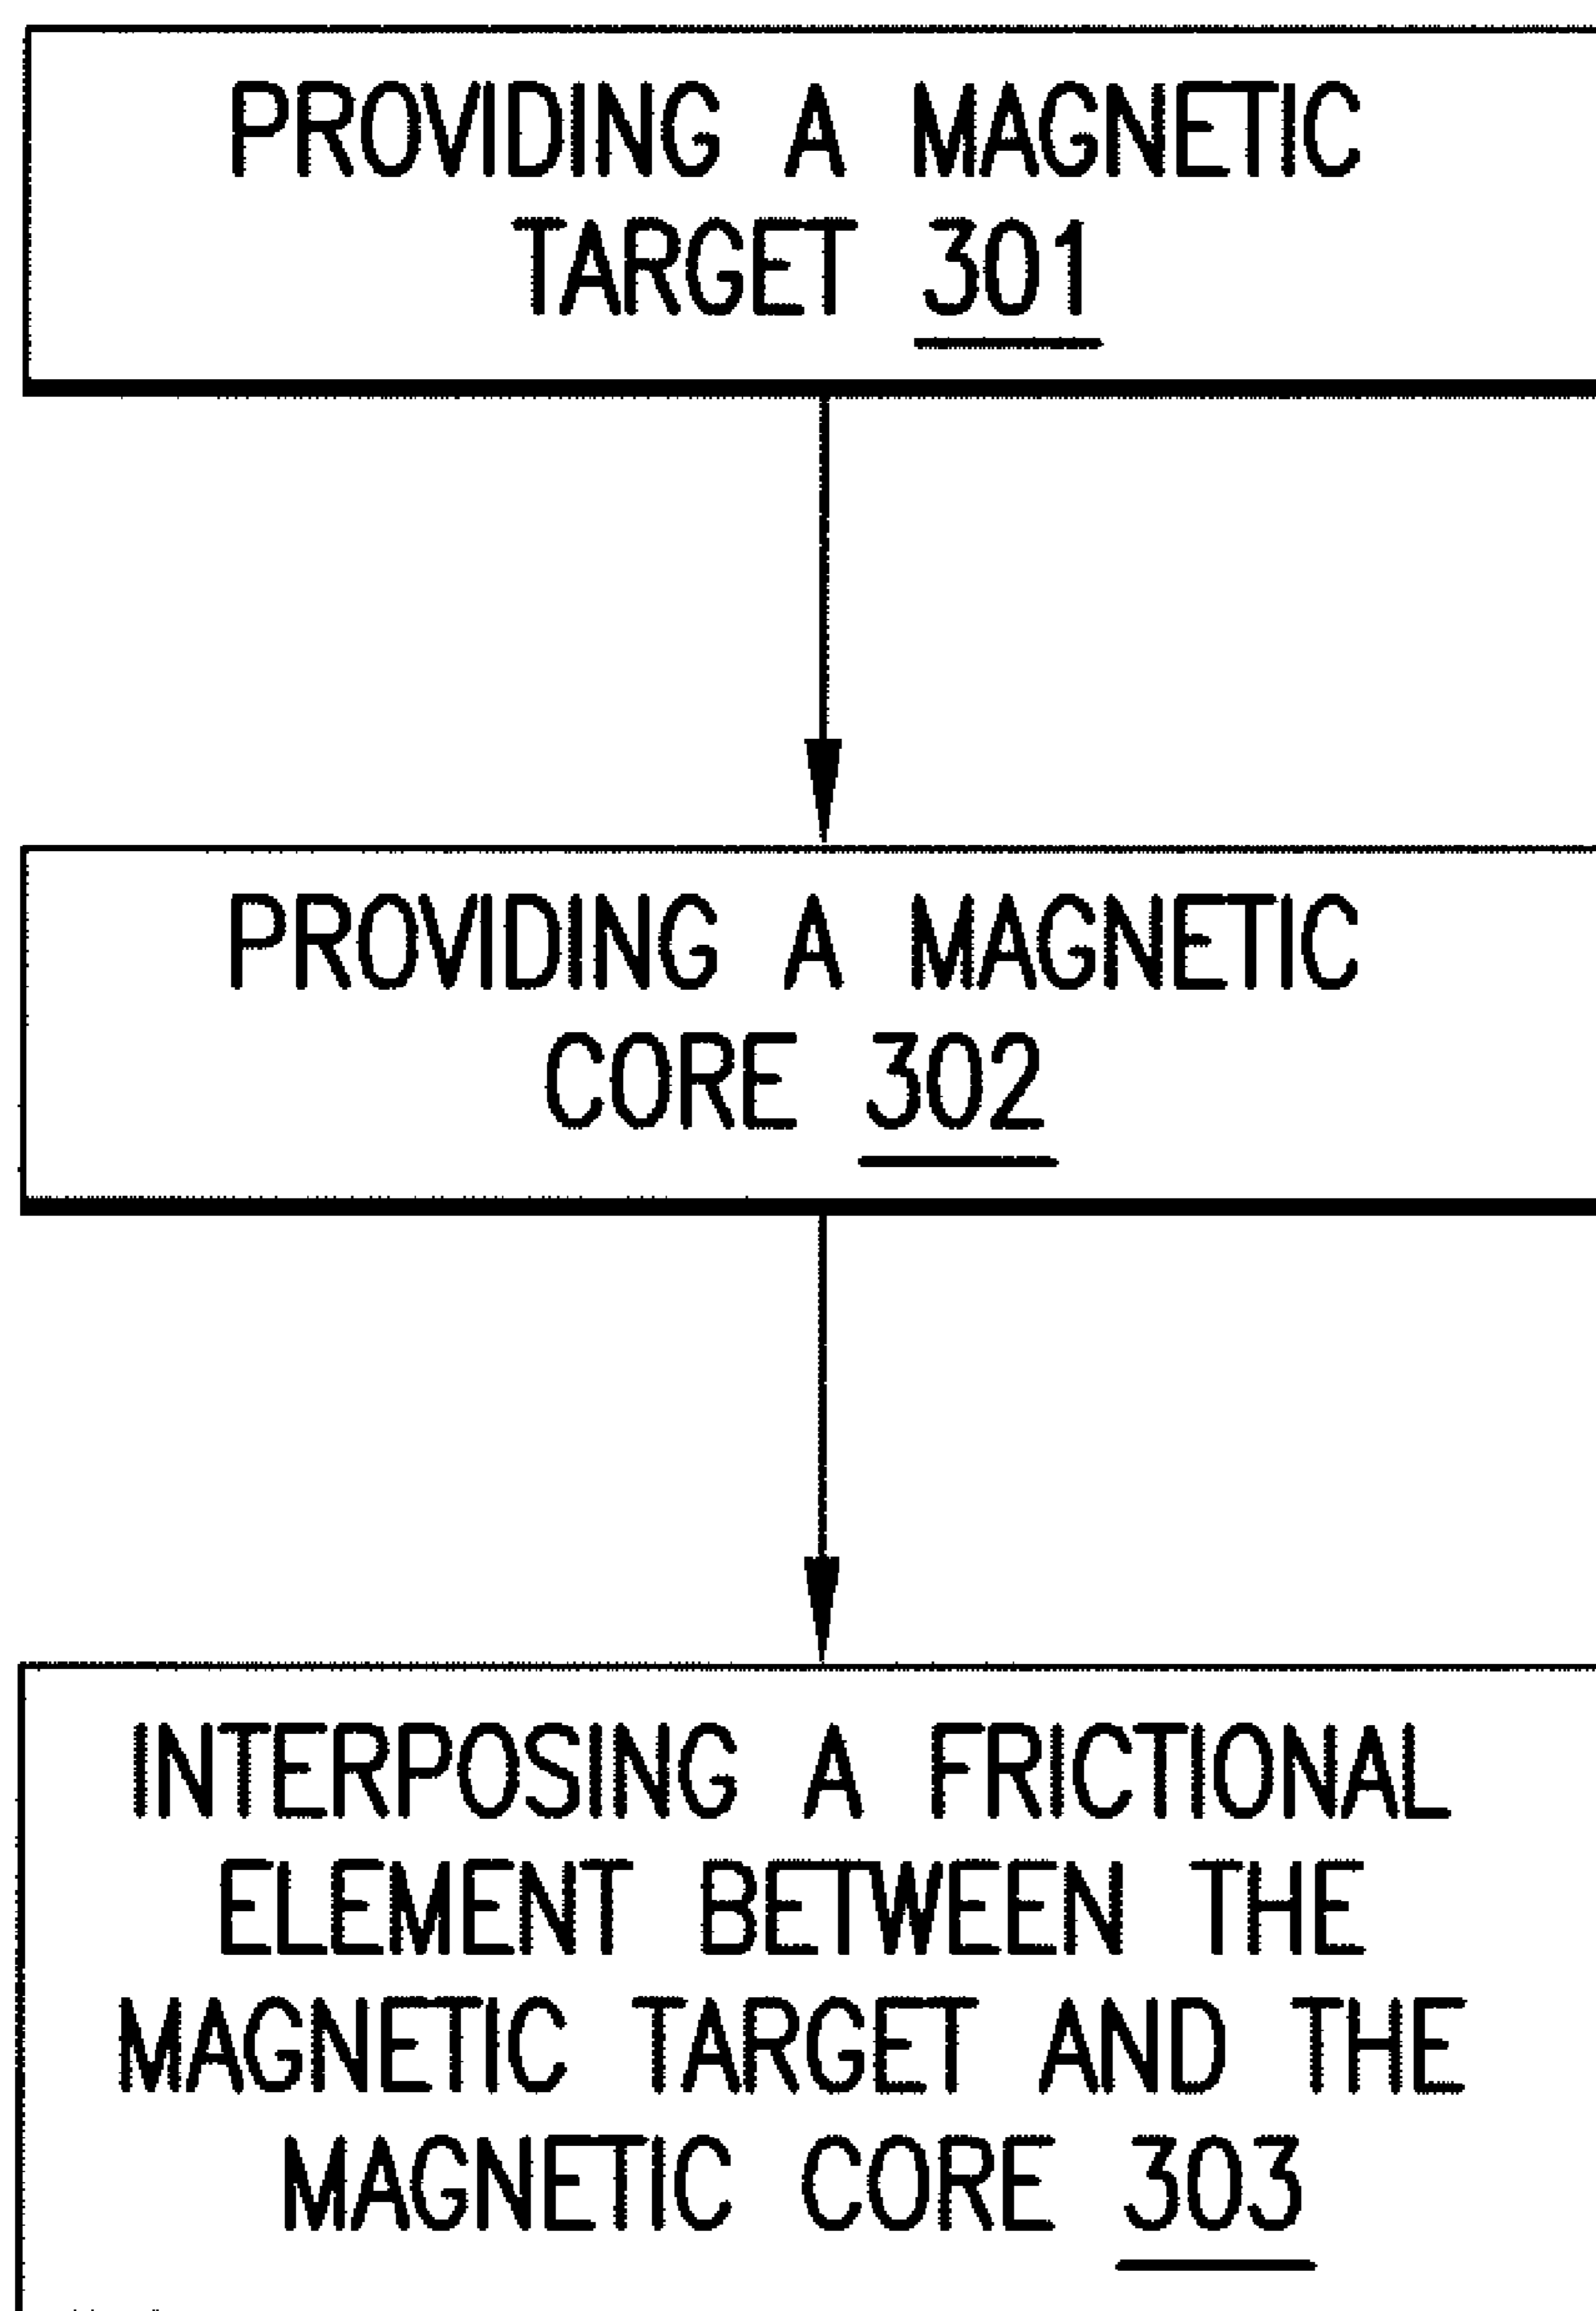 PROVIDING A MAGNETIC
TARGET 301
PROVIDING A MAGNETIC
CORE 302
INTERPOSING A FRICTIONAL
ELEMENT BETWEEN THE
MAGNETIC TARGET AND THE
MAGNETIC CORE 303